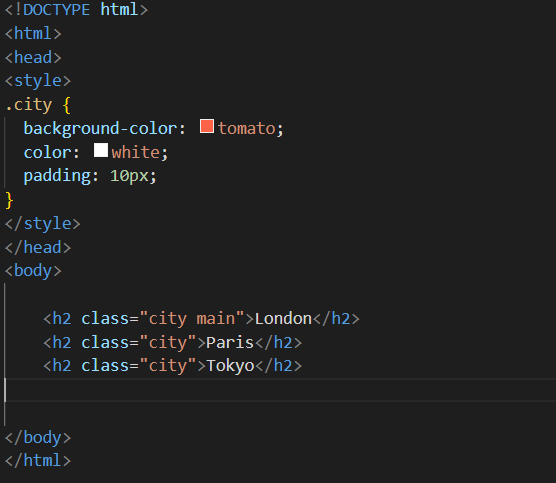 <!DOCTYPE html>
<html>
<head>
<style>
.city {
  background-color: tomato;
  color: white;
  padding: 10px;
}
</style>
</head>
<body>
    <h2 class="city main">London</h2>
    <h2 class="city">Paris</h2>
    <h2 class="city">Tokyo</h2>
</body>
</html>